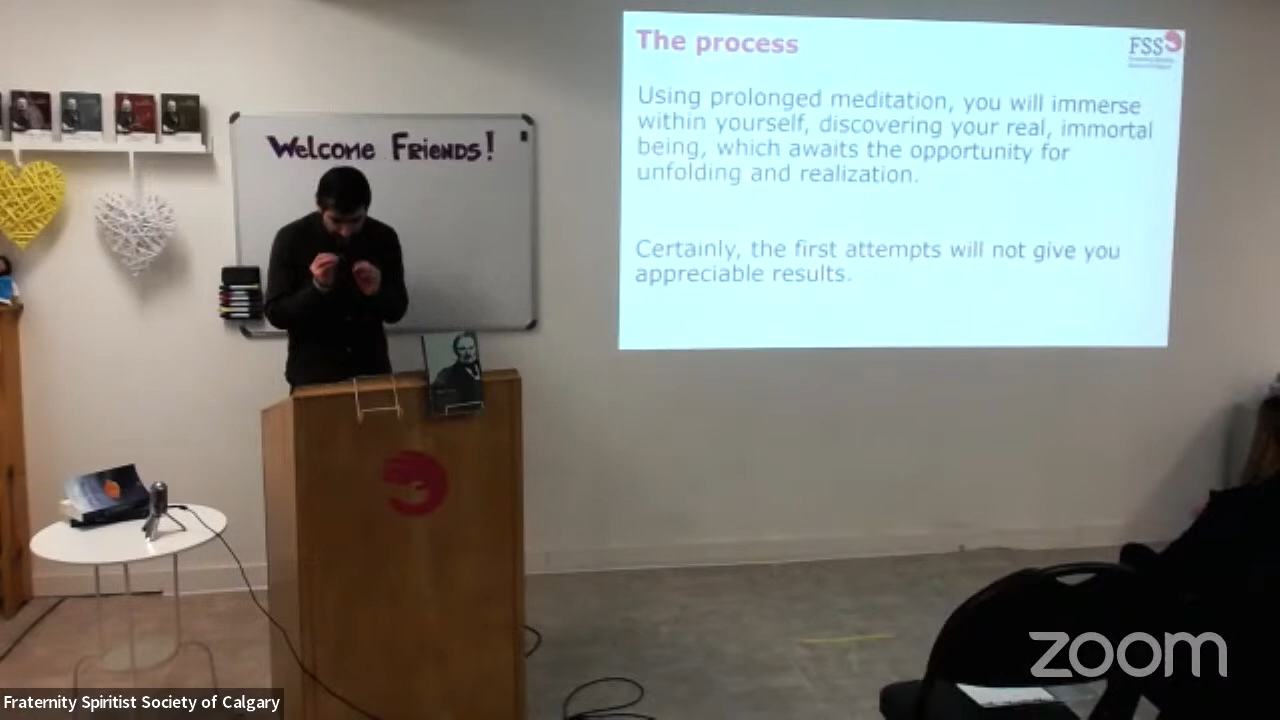 The process
FSS
Using prolonged meditation, you will immerse
within yourself, discovering your real, immortal
being, which awaits the opportunity for
unfolding and realization.
Certainly, the first attempts will not give you
appreciable results.
Welcome Friends!
zoom
Fraternity Spiritist Society of Calgary